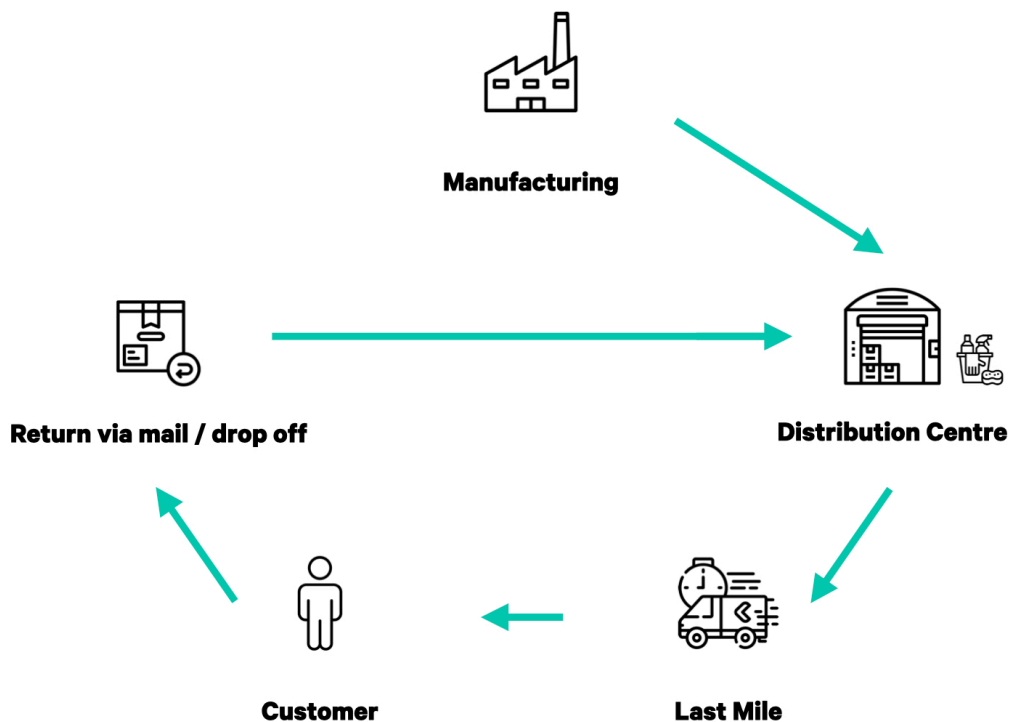 Manufacturing
Return via mail / drop off
Distribution Centre
Customer
Last Mile